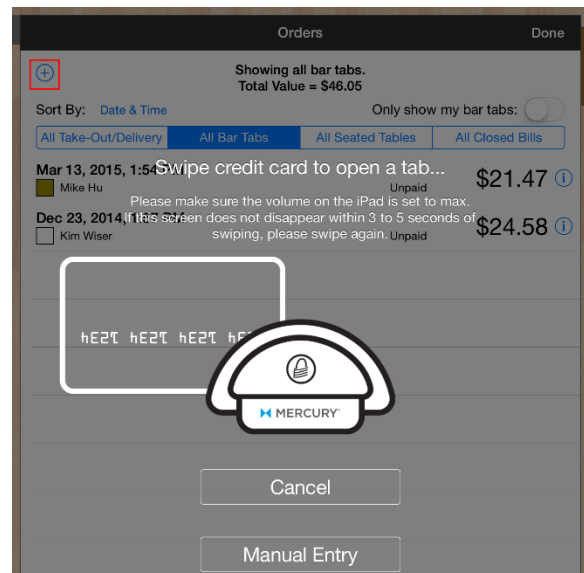 Orders
Done
Showing all bar tabs.
Total Value = $46.05
Sort By: Date & Time
Only show my bar tabs:
All Take-Out/Delivery
All Bar Tabs
All Seated Tables
All Closed Bills
Mar 13, 2015, 1:54 PM
Mike Hu
Unpaid
$21.47
Swipe credit card to open a tab...
Please make sure the volume on the iPad is set to max.
If this screen does not disappear within 3 to 5 seconds of
swiping, please swipe again.
Dec 23, 2014,
Kim Wiser
Unpaid
$24.58
MERCURY
Cancel
Manual Entry